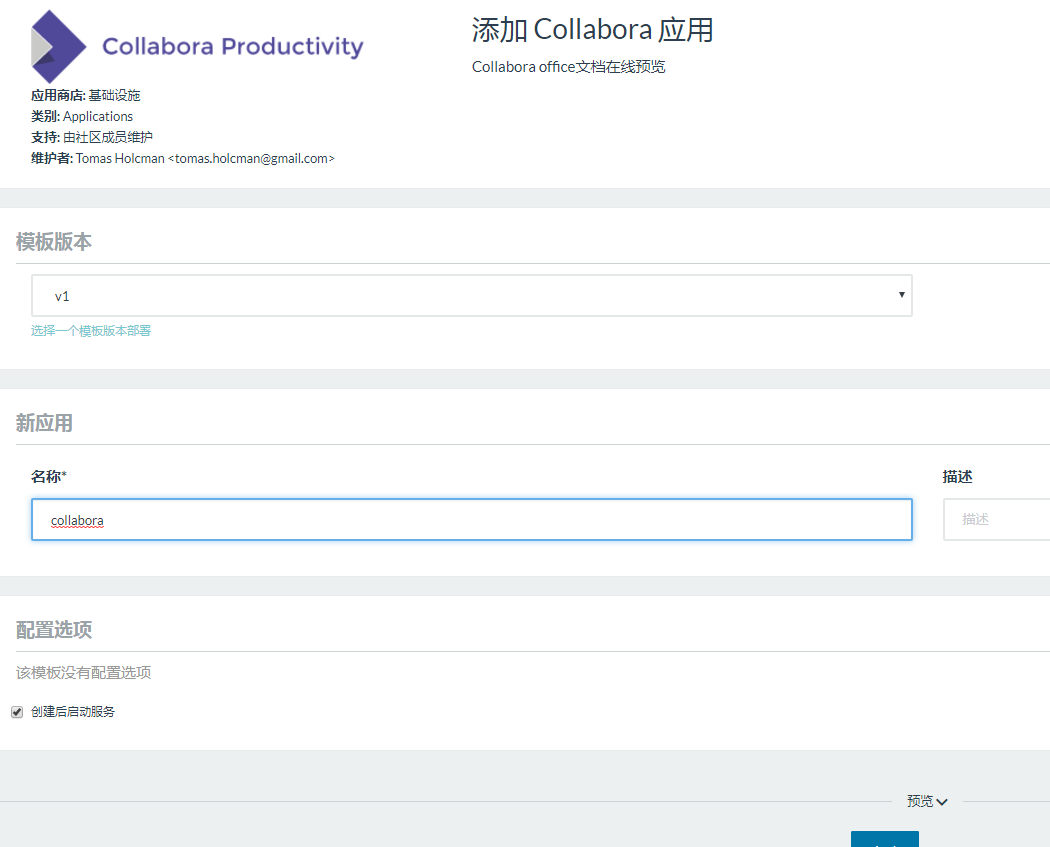 Collabora Productivity
应用商店: 基础设施
类别: Applications
支持: 由社区成员维护
维护者: Tomas Holcman <tomas.holcman@gmail.com>
添加 Collabora 应用
Collabora office文档在线预览
模板版本
v1
选择一个模板版本部署
新应用
名称*
描述
collabora
描述
配置选项
该模板没有配置选项
创建后启动服务
预览